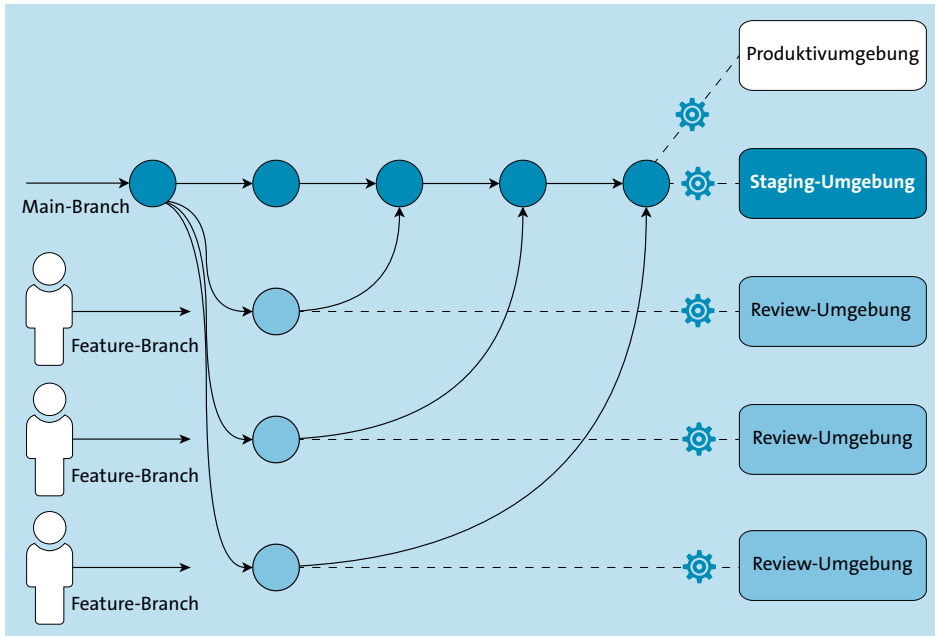 Produktivumgebung
Staging-Umgebung
Main-Branch
Review-Umgebung
Feature-Branch
Review-Umgebung
Feature-Branch
Review-Umgebung
Feature-Branch